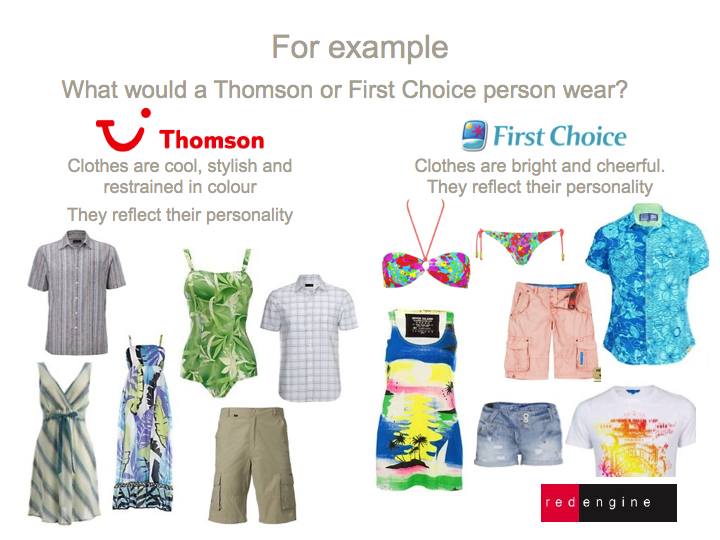 For example
What would a Thomson or First Choice person wear?
Thomson
Clothes are cool, stylish and
restrained in colour
They reflect their personality
First Choice
Clothes are bright and cheerful.
They reflect their personality
redengine